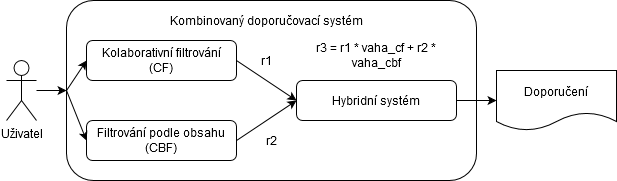 Kombinovaný doporučovací systém
Kolaborativní filtrování
(CF)
r1
r3 = r1 * vaha_cf + r2 *
vaha_cbf
Uživatel
Hybridní systém
Doporučení
Filtrování podle obsahu
(CBF)
r2